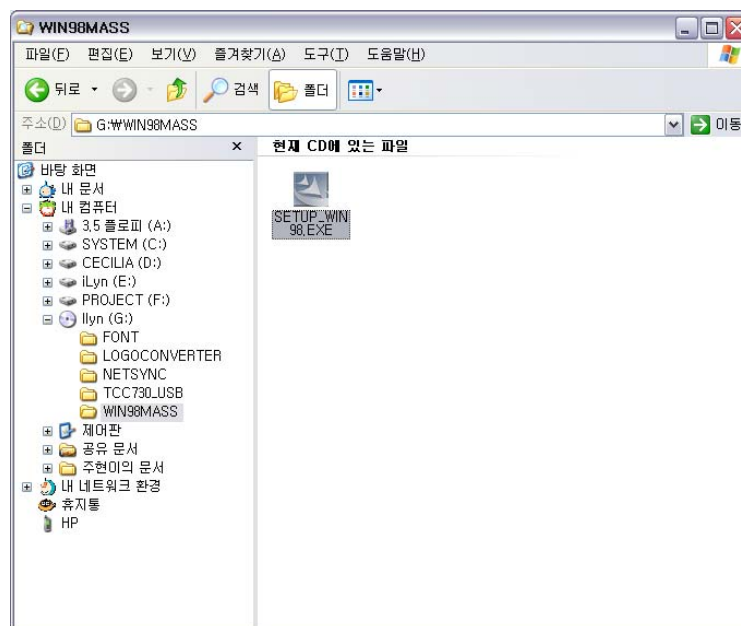 WIN98MASS
파일(F) 편집(E) 보기(V) 즐겨찾기(A) 도구(T) 도움말(H)
뒤로 검색 폴더
주소(D) G:₩WIN98MASS 이동
폴더 x
바탕 화면
내 문서
내 컴퓨터
3.5 플로피 (A:)
SYSTEM (C:)
CECILIA (D:)
iLyn (E:)
PROJECT (F:)
Ilyn (G:)
FONT
LOGOCONVERTER
NETSYNC
TCC730_USB
WIN98MASS
제어판
공유 문서
주현이의 문서
내 네트워크 환경
휴지통
HP
현재 CD에 있는 파일
SETUP_WIN
98.EXE